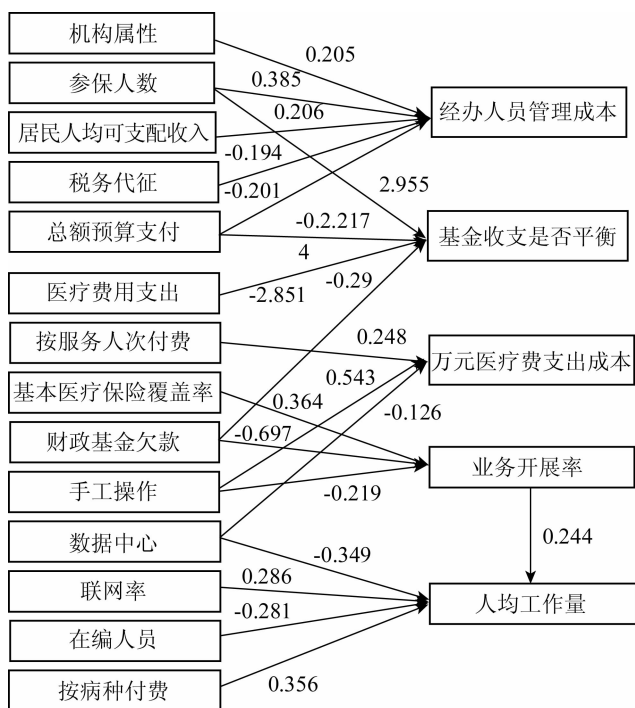 机构属性
0.205
参保人数
0.385
经办人员管理成本
0.206
居民人均可支配收入
-0.194
税务代征
2.955
-0.201
总额预算支付
-0.2.217
基金收支是否平衡
4
-0.29
医疗费用支出
-2.851
按服务人次付费
0.248
万元医疗费支出成本
0.543
基本医疗保险覆盖率
0.364
-0.126
财政基金欠款
-0.697
业务开展率
手工操作
-0.219
数据中心
0.244
-0.349
联网率
0.286
人均工作量
-0.281
在编人员
按病种付费
0.356